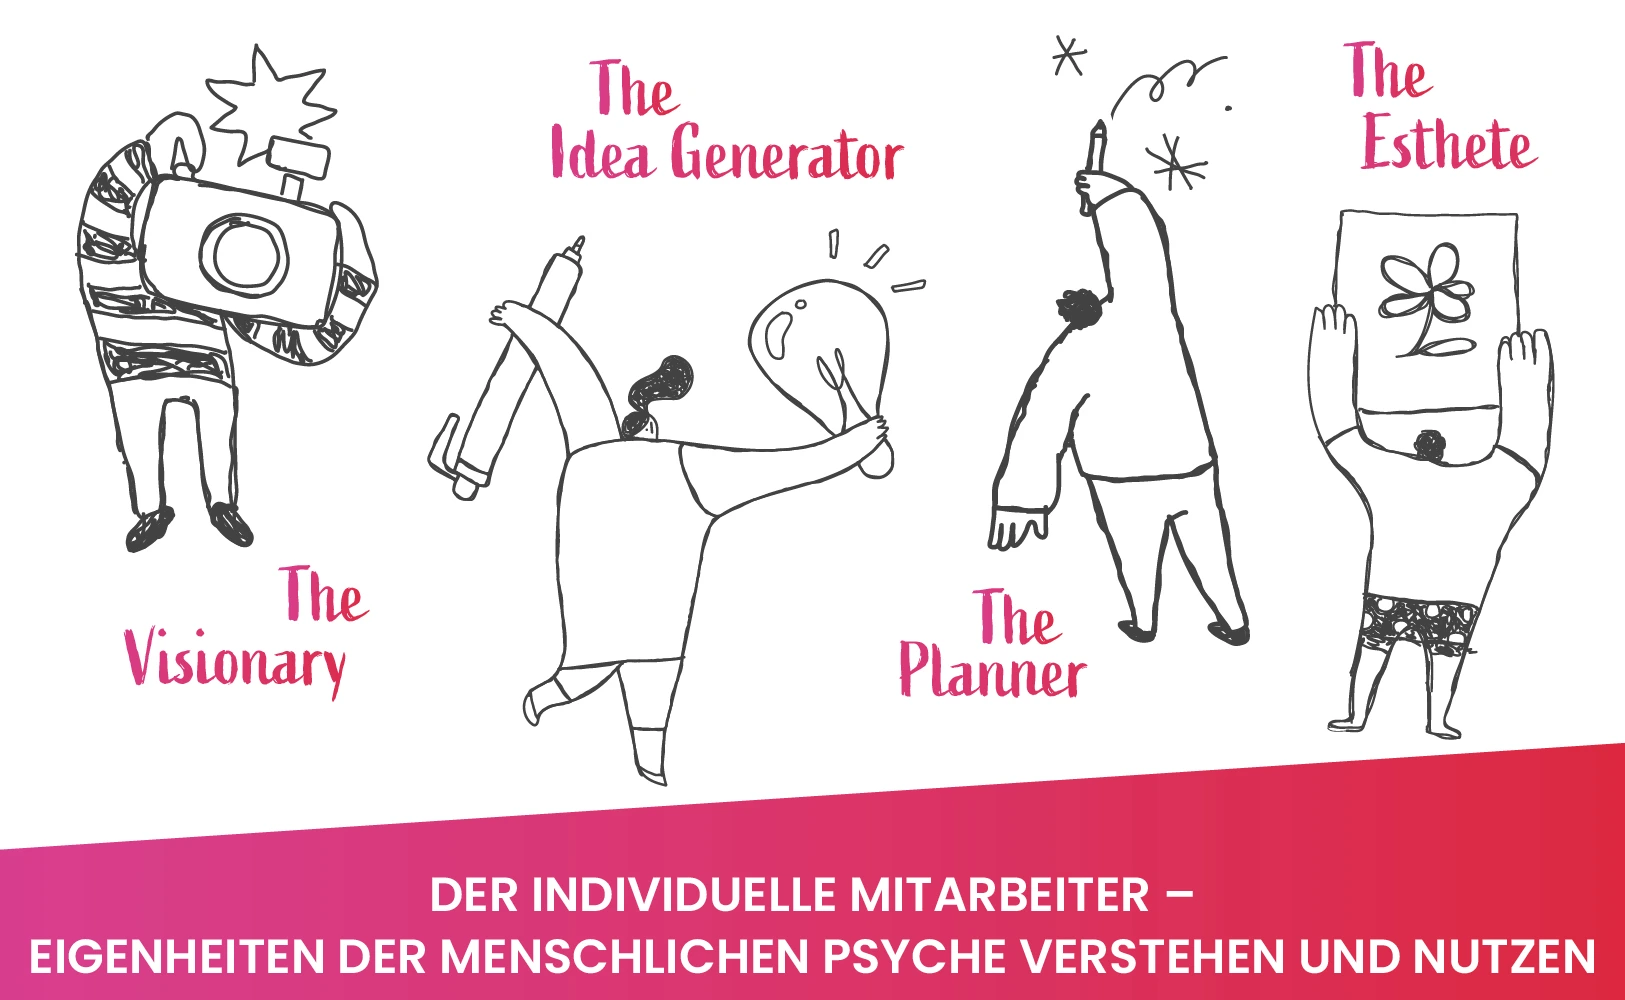 The
Visionary
The
Idea Generator
The
Planner
The
Esthete
DER INDIVIDUELLE MITARBEITER –
EIGENHEITEN DER MENSCHLICHEN PSYCHE VERSTEHEN UND NUTZEN